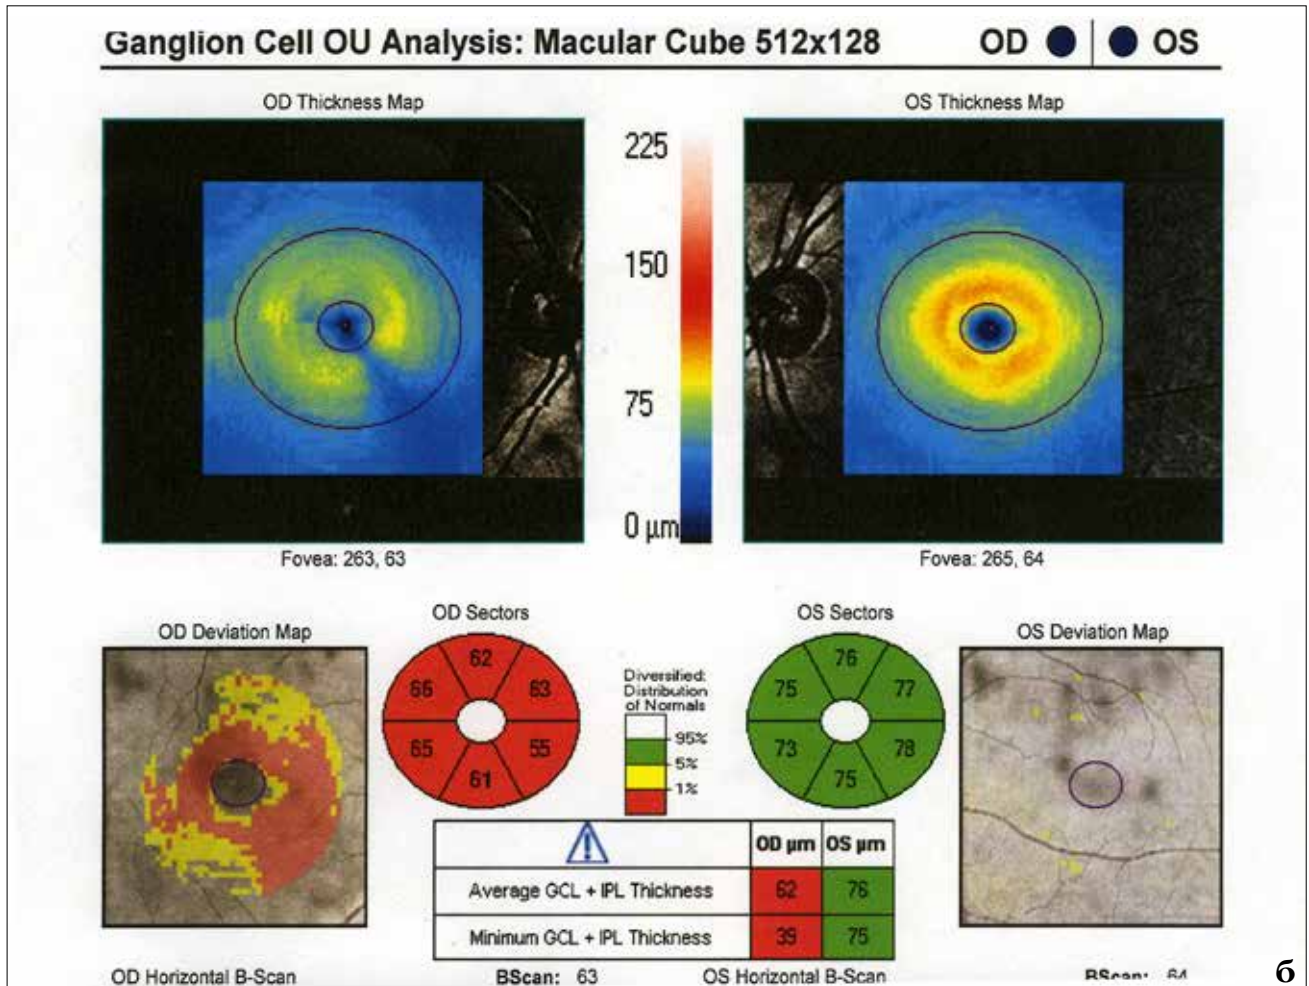 Ganglion Cell OU Analysis: Macular Cube 512x128
OD
OS
OD Thickness Map
OS Thickness Map
225
150
75
0 µm
Fovea: 263, 63
Fovea: 265, 64
OD Deviation Map
OD Sectors
OS Sectors
OS Deviation Map
62
66
63
65
55
61
Diversified:
Distribution
of Normals
95%
5%
1%
76
75
77
73
78
75
OD µm
OS µm
Average GCL + IPL Thickness
62
76
Minimum GCL + IPL Thickness
39
75
OD Horizontal B-Scan
BScan: 63
OS Horizontal B-Scan
BScan: 64
б